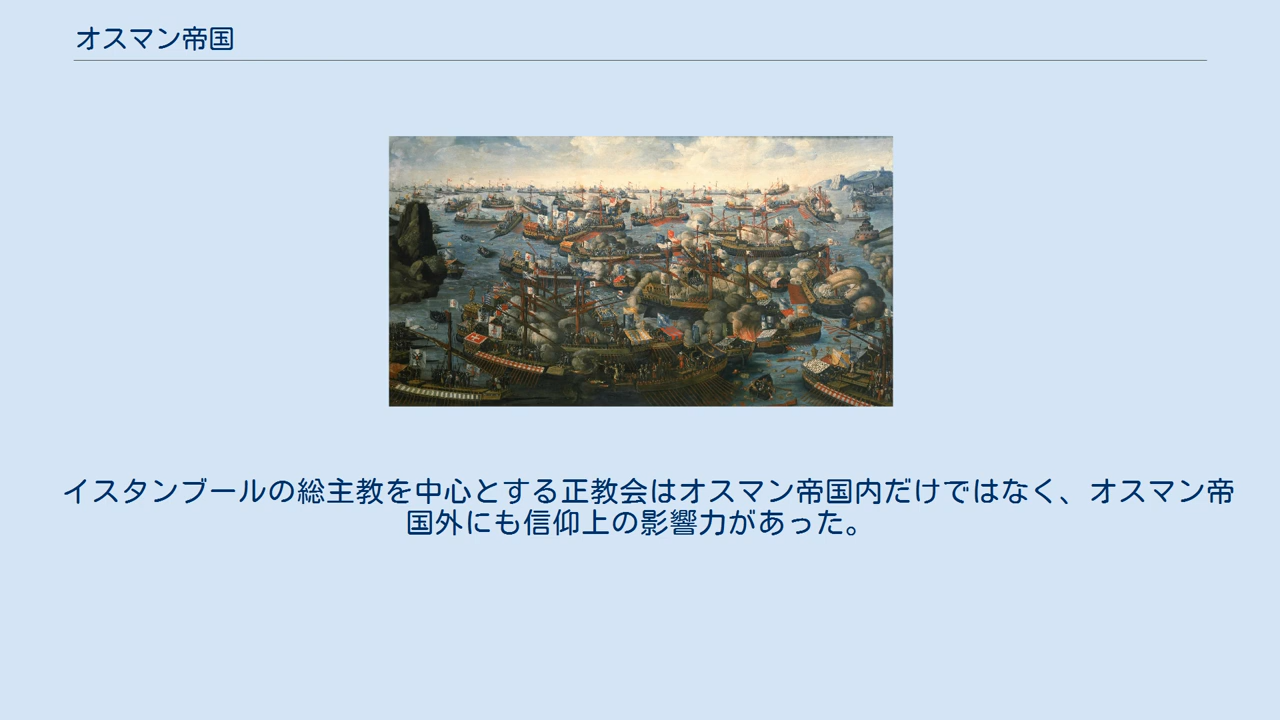 オスマン帝国
イスタンブールの総主教を中心とする正教会はオスマン帝国内だけではなく、オスマン帝
国外にも信仰上の影響力があった。